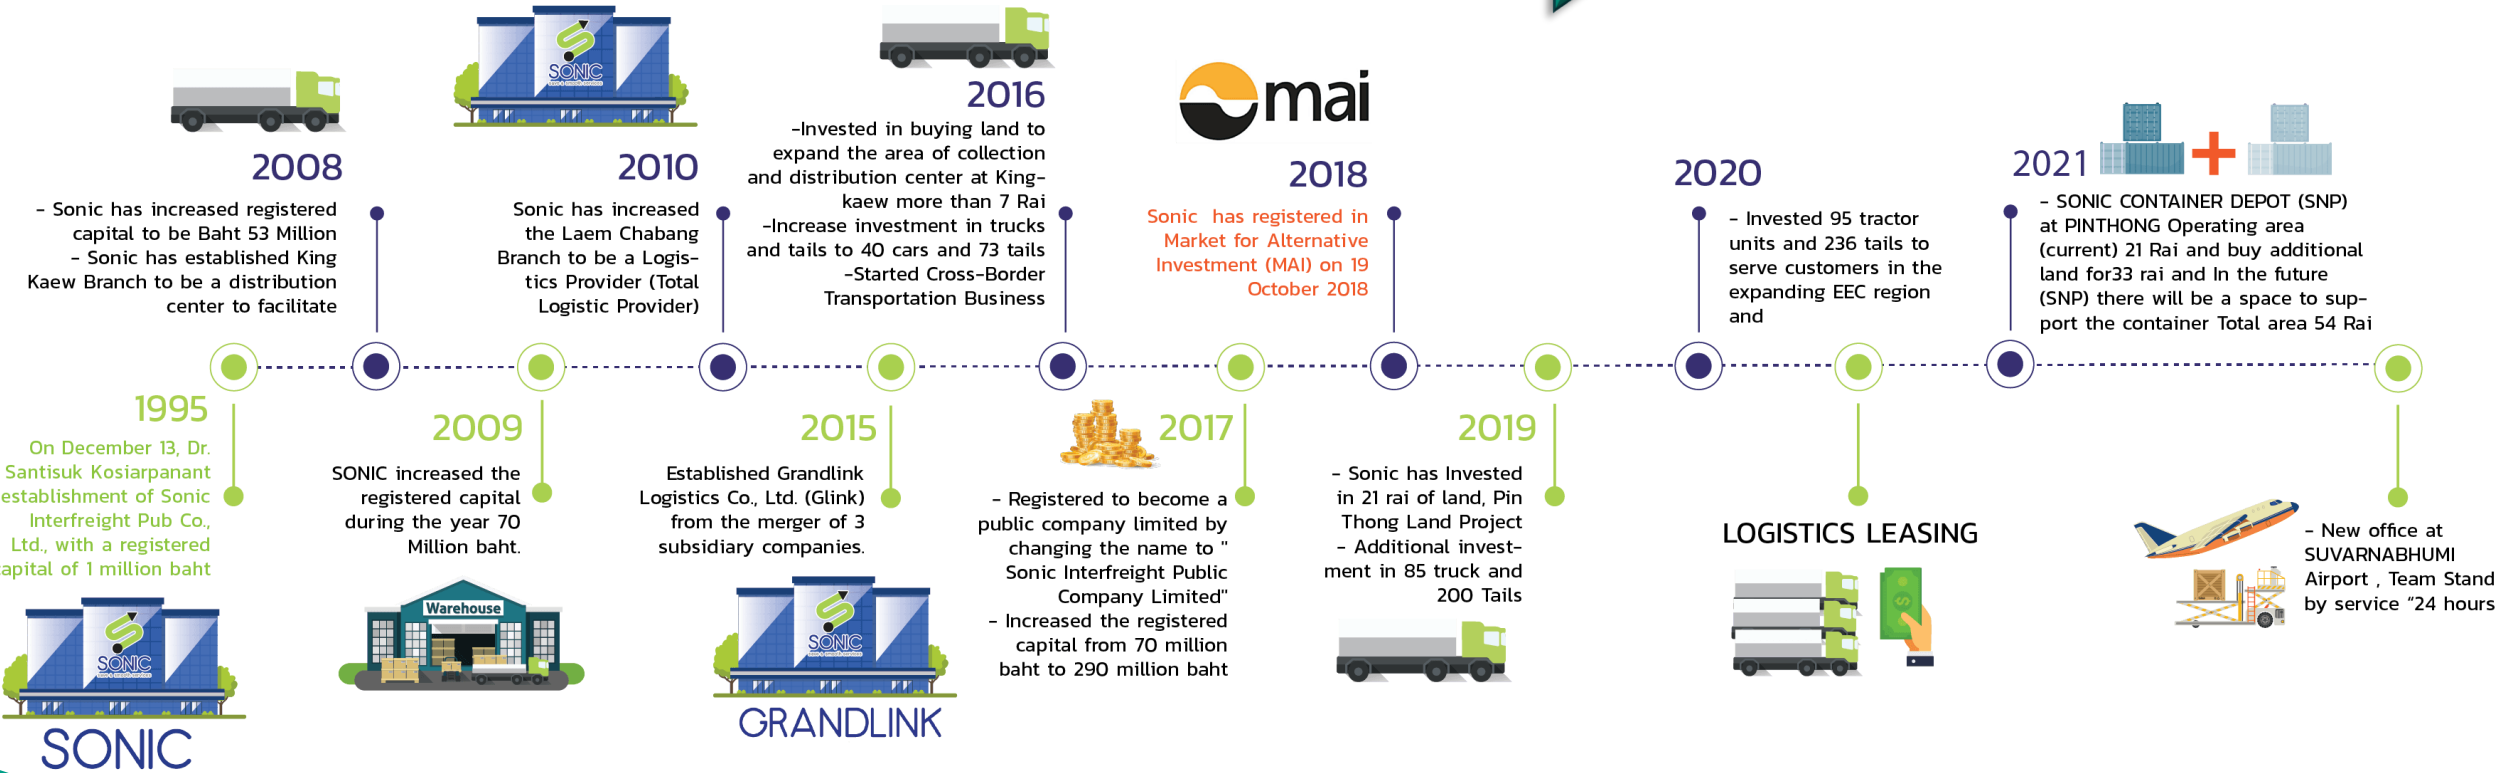 SONIC
save & smooth services
2008
- Sonic has increased registered
capital to be Baht 53 Million
- Sonic has established King
Kaew Branch to be a distribution
center to facilitate
2010
Sonic has increased
the Laem Chabang
Branch to be a Logis-
tics Provider (Total
Logistic Provider)
2016
-Invested in buying land to
expand the area of collection
and distribution center at King-
kaew more than 7 Rai
-Increase investment in trucks
and tails to 40 cars and 73 tails
-Started Cross-Border
Transportation Business
mai
2018
Sonic has registered in
Market for Alternative
Investment (MAI) on 19
October 2018
2020
- Invested 95 tractor
units and 236 tails to
serve customers in the
expanding EEC region
and
2021
- SONIC CONTAINER DEPOT (SNP)
at PINTHONG Operating area
(current) 21 Rai and buy additional
land for33 rai and In the future
(SNP) there will be a space to sup-
port the container Total area 54 Rai
1995
On December 13, Dr.
Santisuk Kosiarpanant
establishment of Sonic
Interfreight Pub Co.,
Ltd., with a registered
capital of 1 million baht
SONIC
save & smooth services
SONIC
2009
SONIC increased the
registered capital
during the year 70
Million baht.
Warehouse
2015
Established Grandlink
Logistics Co., Ltd. (Glink)
from the merger of 3
subsidiary companies.
SONIC
save & smooth services
GRANDLINK
2017
- Registered to become a
public company limited by
changing the name to "
Sonic Interfreight Public
Company Limited"
- Increased the registered
capital from 70 million
baht to 290 million baht
2019
- Sonic has Invested
in 21 rai of land, Pin
Thong Land Project
- Additional invest-
ment in 85 truck and
200 Tails
LOGISTICS LEASING
- New office at
SUVARNABHUMI
Airport , Team Stand
by service “24 hours